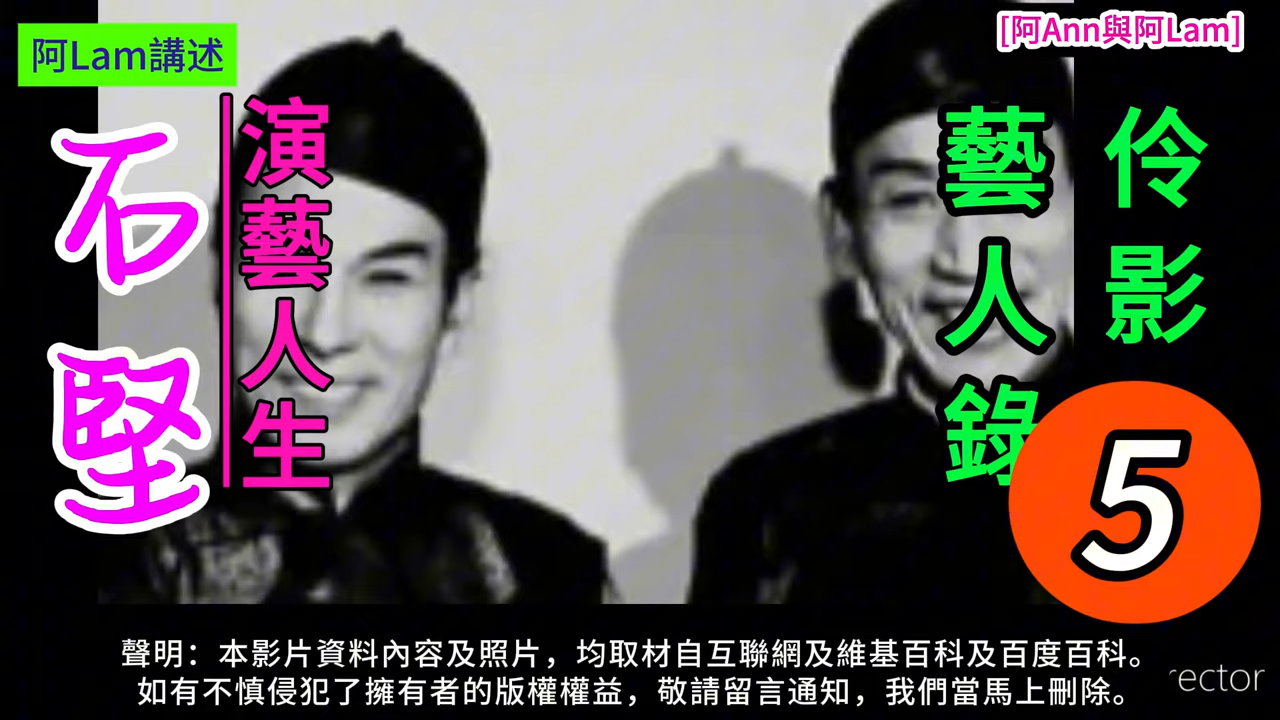 阿Lam講述
[阿Ann與阿Lam]
石堅
演藝人生
伶影
藝人錄
5
聲明：本影片資料內容及照片，均取材自互聯網及維基百科及百度百科。
如有不慎侵犯了擁有者的版權權益，敬請留言通知，我們當馬上刪除。
rector